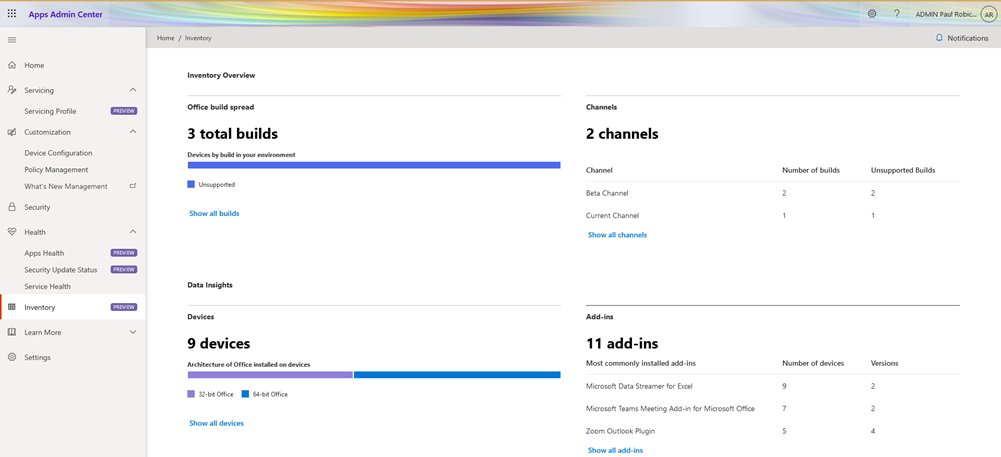 Apps Admin Center
? ADMIN Paul Robic... AR
Home / Inventory
Notifications
Home
Servicing
Servicing Profile PREVIEW
Customization
Device Configuration
Policy Management
What's New Management
Security
Health
Apps Health PREVIEW
Security Update Status PREVIEW
Service Health
Inventory PREVIEW
Learn More
Settings
Inventory Overview
Office build spread
3 total builds
Devices by build in your environment
Unsupported
Show all builds
Channels
2 channels
Channel Number of builds Unsupported Builds
Beta Channel 2 2
Current Channel 1 1
Show all channels
Data Insights
Devices
9 devices
Architecture of Office installed on devices
32-bit Office 64-bit Office
Show all devices
Add-ins
11 add-ins
Most commonly installed add-ins Number of devices Versions
Microsoft Data Streamer for Excel 9 2
Microsoft Teams Meeting Add-in for Microsoft Office 7 2
Zoom Outlook Plugin 5 4
Show all add-ins